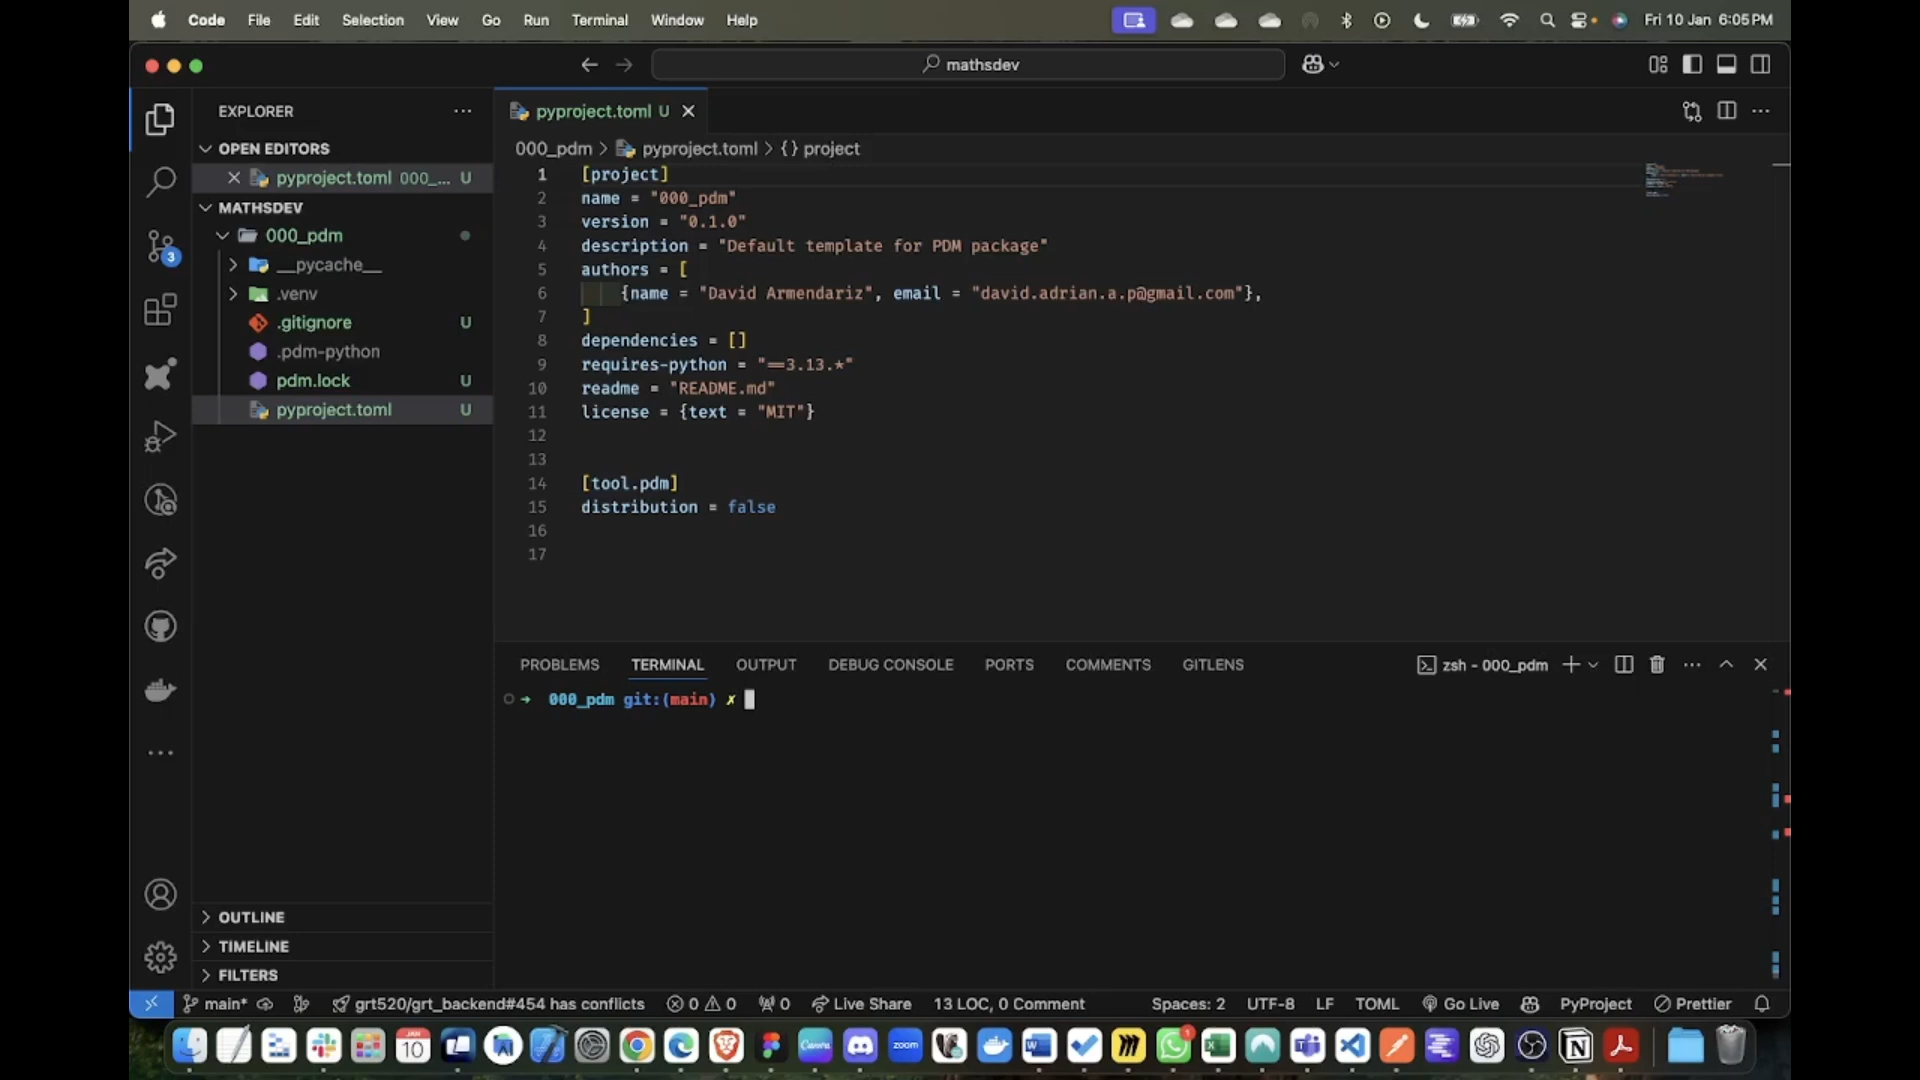 Code File Edit Selection View Go Run Terminal Window Help Fri 10 Jan 6:05 PM
mathsdev
EXPLORER
pyproject.toml U
OPEN EDITORS
pyproject.toml 000_... U
MATHSDEV
000_pdm
__pycache__
.venv
.gitignore U
.pdm-python
pdm.lock U
pyproject.toml U
OUTLINE
TIMELINE
FILTERS
3
000_pdm > pyproject.toml > {} project
1 [project]
2 name = "000_pdm"
3 version = "0.1.0"
4 description = "Default template for PDM package"
5 authors = [
6 {name = "David Armendariz", email = "david.adrian.a.p@gmail.com"},
7 ]
8 dependencies = []
9 requires-python = "==3.13.*"
10 readme = "README.md"
11 license = {text = "MIT"}
12
13
14 [tool.pdm]
15 distribution = false
16
17
PROBLEMS TERMINAL OUTPUT DEBUG CONSOLE PORTS COMMENTS GITLENS zsh - 000_pdm
→ 000_pdm git:(main) ✗
main* grt520/grt_backend#454 has conflicts 0 0 0 Live Share 13 LOC, 0 Comment Spaces: 2 UTF-8 LF TOML Go Live PyProject Prettier
JAN
10
Canva
zoom
1